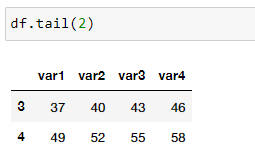 df.tail(2)
var1 var2 var3 var4
3 37 40 43 46
4 49 52 55 58